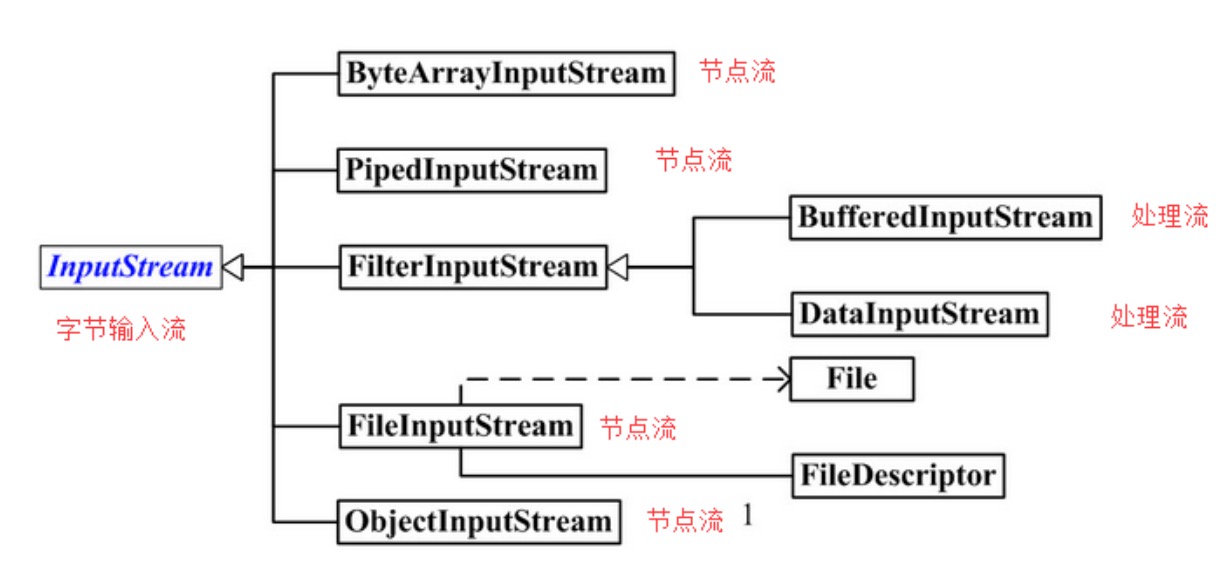 ByteArrayInputStream 节点流
PipedInputStream 节点流
BufferedInputStream 处理流
InputStream FilterInputStream
DataInputStream 处理流
字节输入流
File
FileInputStream 节点流
FileDescriptor
ObjectInputStream 节点流 1